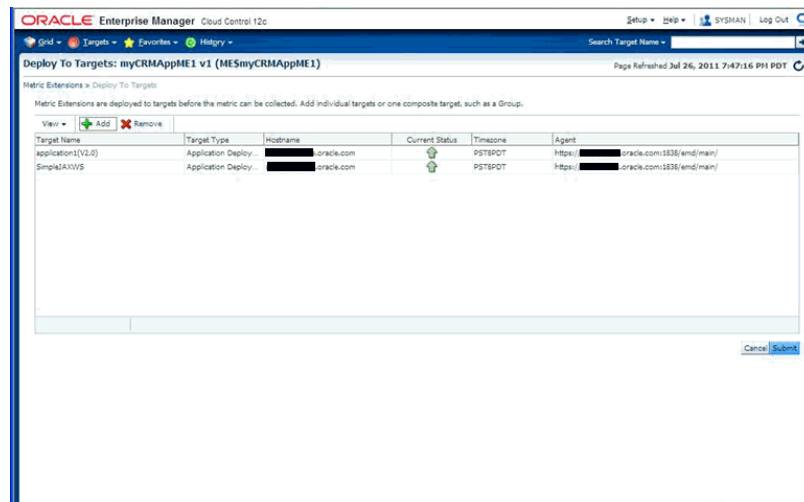 ORACLE Enterprise Manager Cloud Control 12c
Setup Help SYSMAN Log Out
Grid Targets Favorites History Search Target Name
Deploy To Targets: myCRMAppME1 v1 (ME$myCRMAppME1)
Page Refreshed Jul 26, 2011 7:47:16 PM PDT
Metric Extensions > Deploy To Targets
Metric Extensions are deployed to targets before the metric can be collected. Add individual targets or one composite target, such as a Group.
View Add Remove
Target Name Target Type Hostname Current Status Timezone Agent
application1(V2.0) Application Deploy... .oracle.com PST8PDT https:/ .oracle.com:1838/emd/main/
SimpleJAXWS Application Deploy... .oracle.com PST8PDT https:/ .oracle.com:1838/emd/main/
Cancel Submit